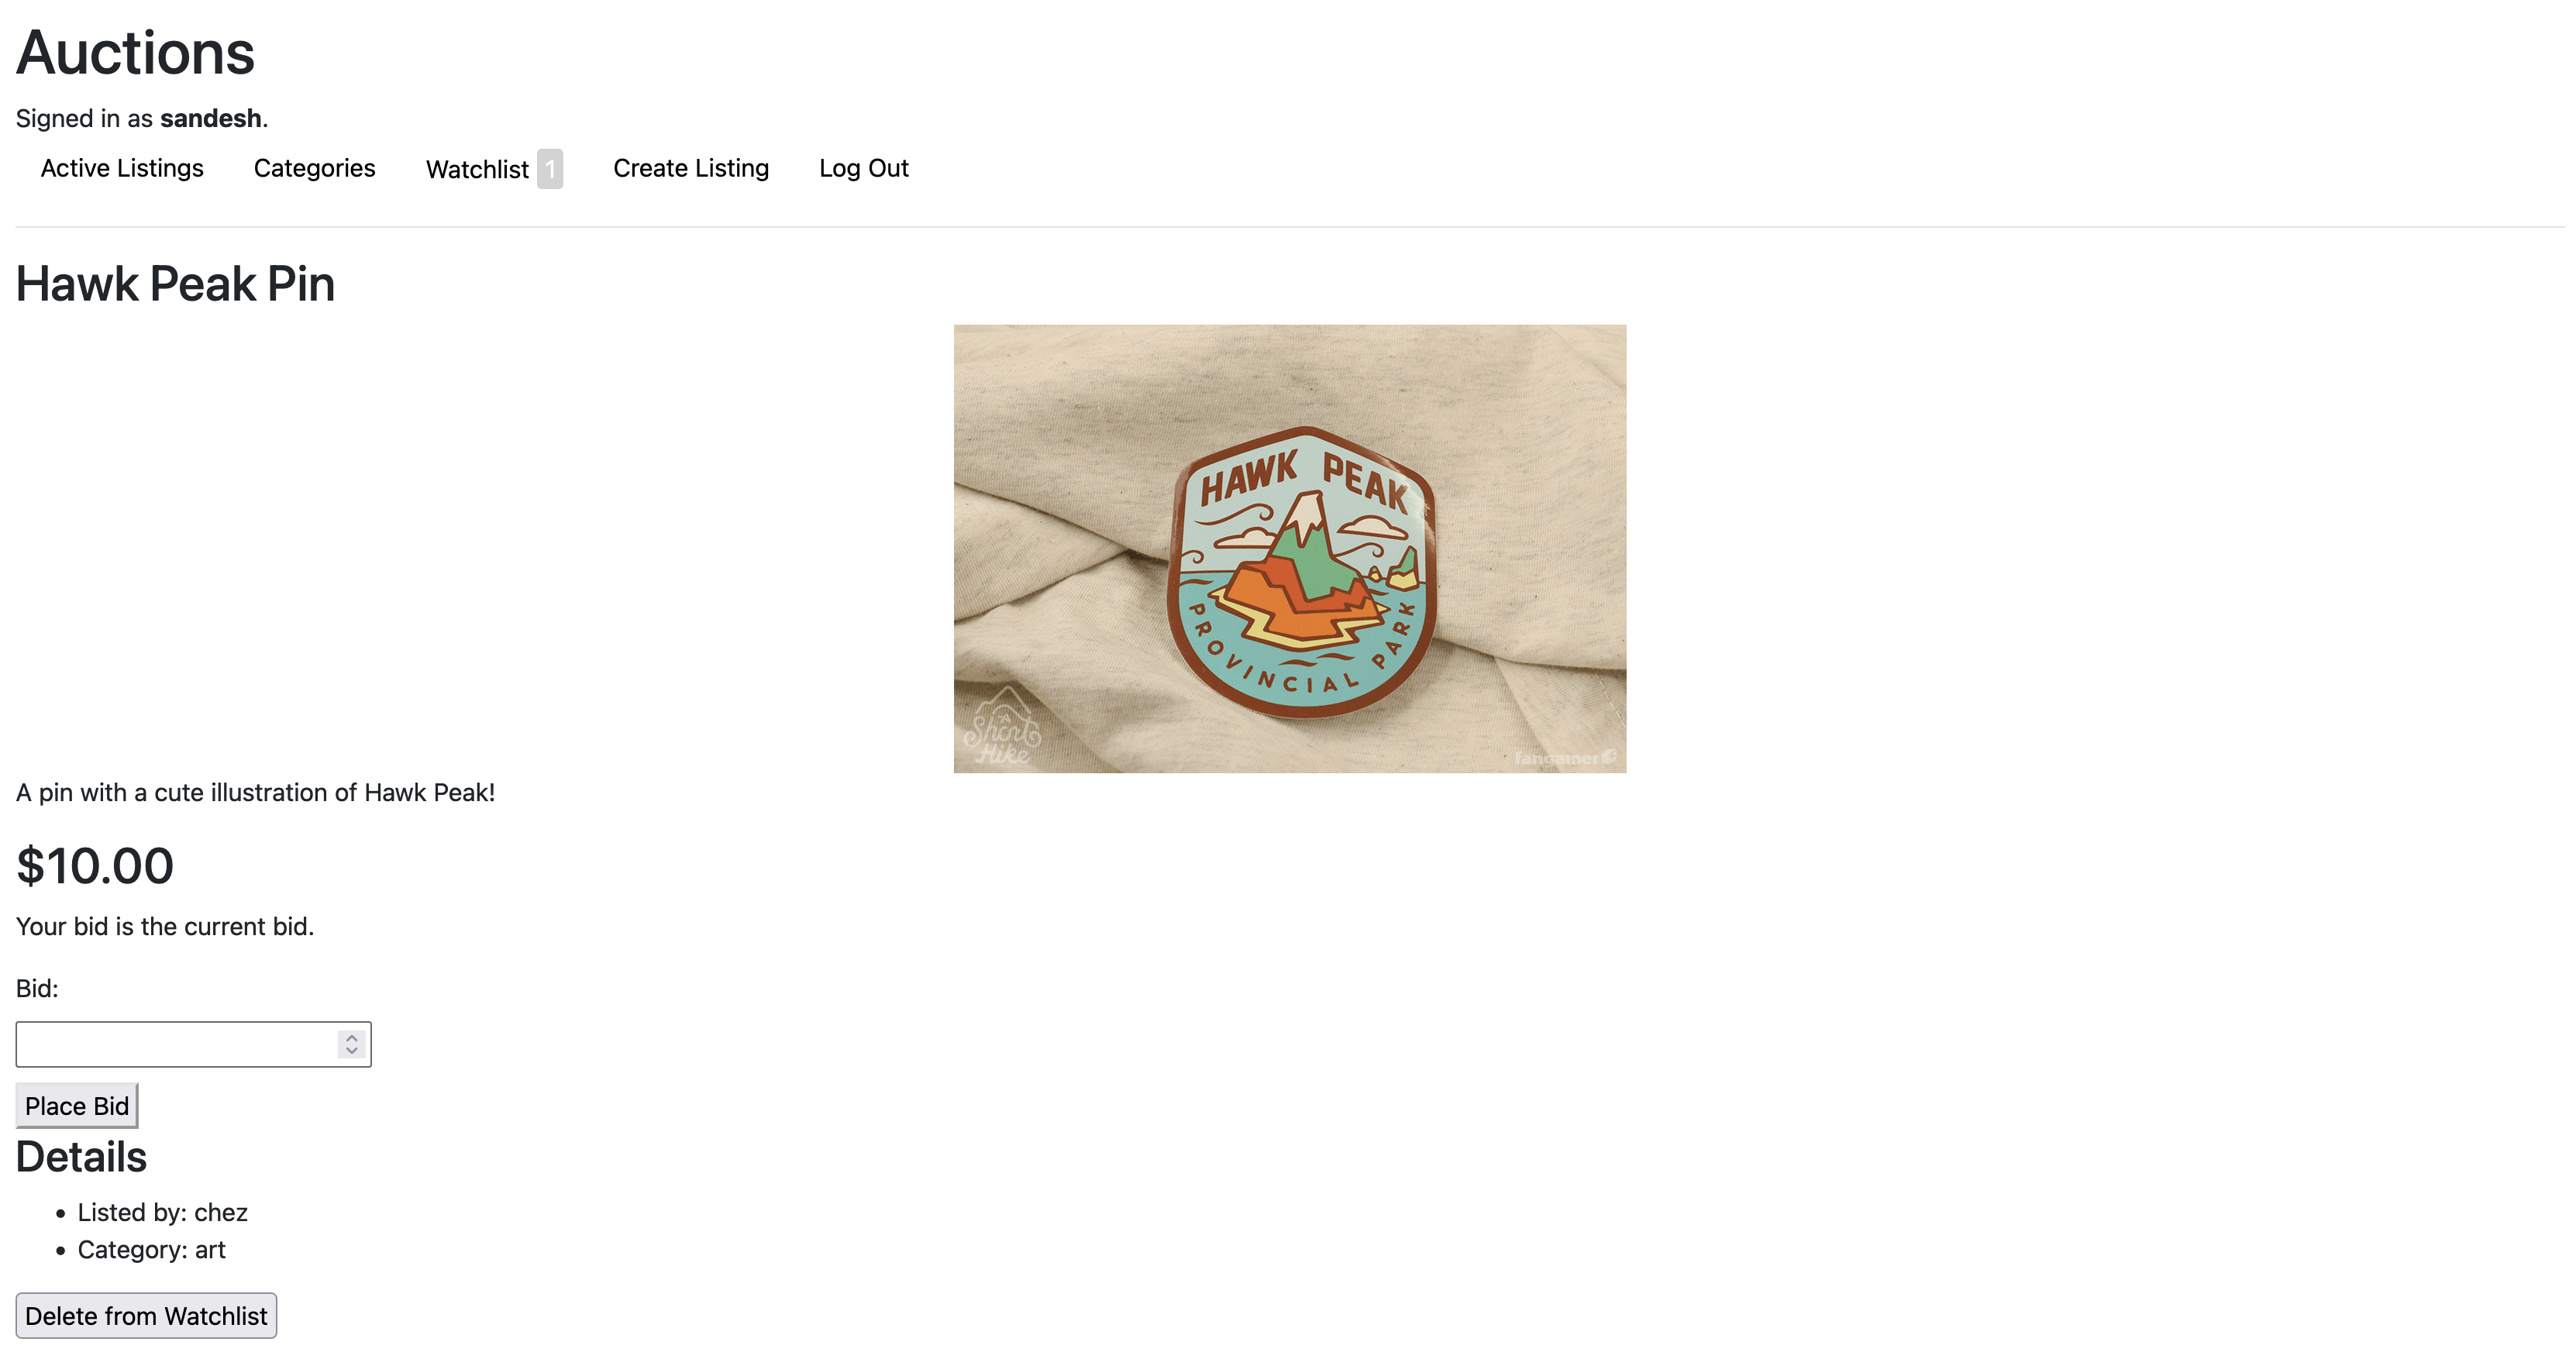 Auctions
Signed in as sandesh.
Active Listings Categories Watchlist 1 Create Listing Log Out
Hawk Peak Pin
HAWK PEAK
PROVINCIAL PARK
A Short Hike
fangamer
A pin with a cute illustration of Hawk Peak!
$10.00
Your bid is the current bid.
Bid:
Place Bid
Details
Listed by: chez
Category: art
Delete from Watchlist